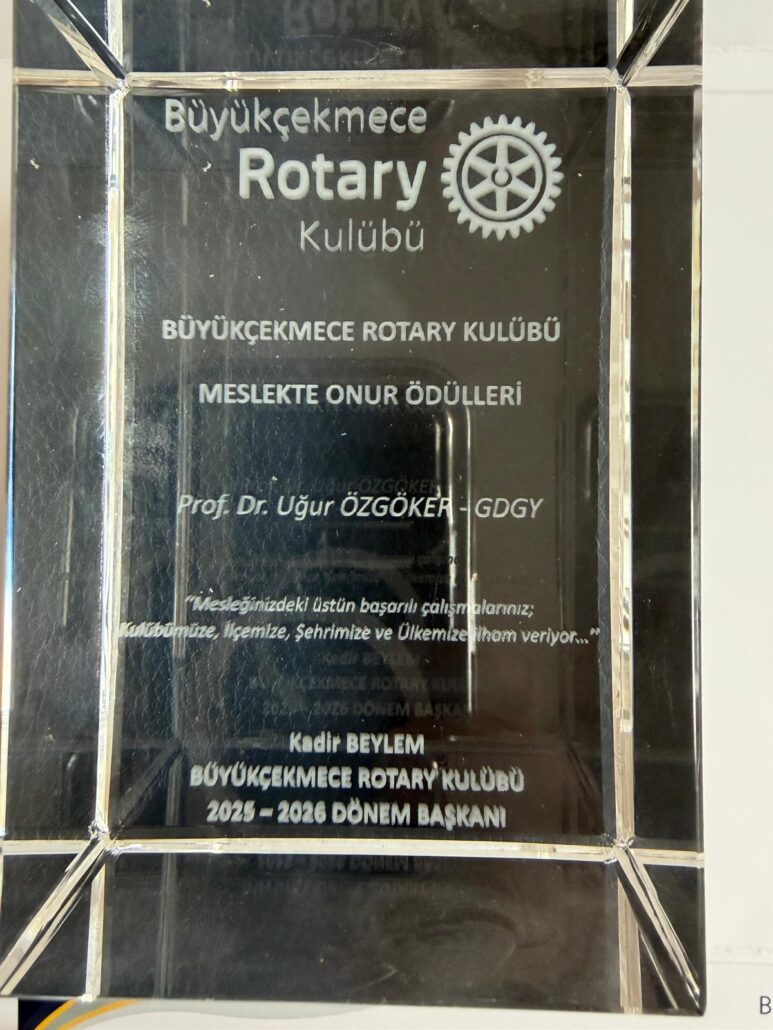 Büyükçekmece
Rotary
Kulübü
BÜYÜKÇEKMECE ROTARY KULÜBÜ
MESLEKTE ONUR ÖDÜLLERİ
Prof. Dr. Uğur ÖZGÖKER - GDGY
“Mesleğinizdeki üstün başarılı çalışmalarınız;
Kulübümüze, İlçemize, Şehrimize ve Ülkemize ilham veriyor...”
Kadir BEYLEM
BÜYÜKÇEKMECE ROTARY KULÜBÜ
2025 – 2026 DÖNEM BAŞKANI
B